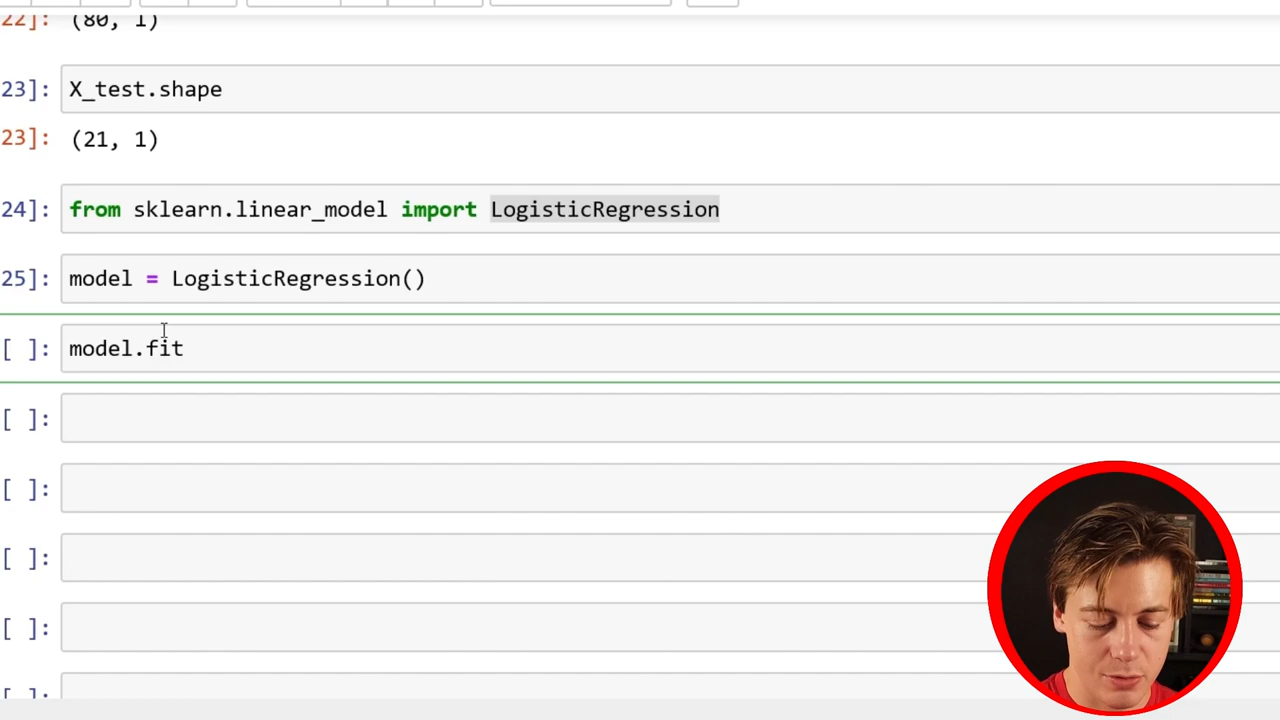 22]: (80, 1)
23]: X_test.shape
23]: (21, 1)
24]: from sklearn.linear_model import LogisticRegression
25]: model = LogisticRegression()
[ ]: model.fit
[ ]:
[ ]:
[ ]:
[ ]:
[ ]: